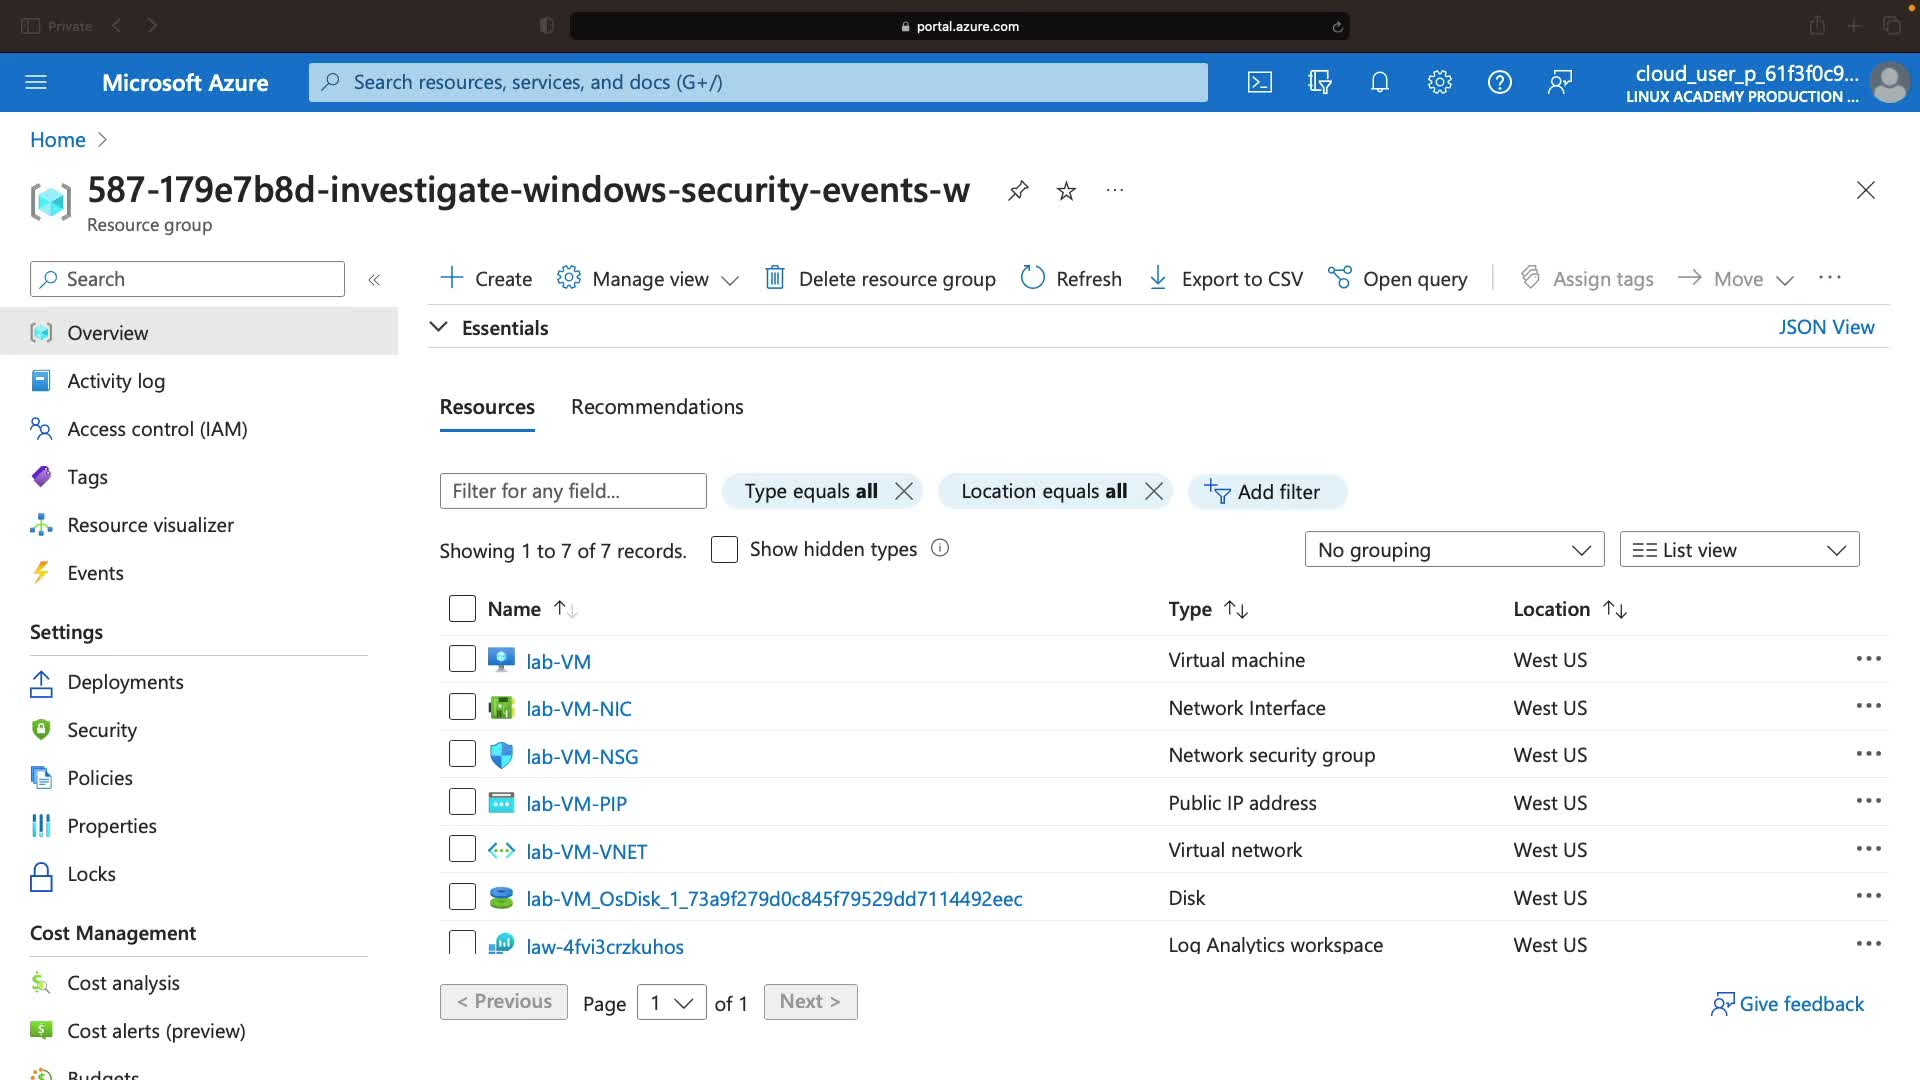 Private
portal.azure.com
Microsoft Azure
Search resources, services, and docs (G+/)
cloud_user_p_61f3f0c9...
LINUX ACADEMY PRODUCTION ...
Home
587-179e7b8d-investigate-windows-security-events-w
Resource group
Search
Create
Manage view
Delete resource group
Refresh
Export to CSV
Open query
Assign tags
Move
Overview
Activity log
Access control (IAM)
Tags
Resource visualizer
Events
Settings
Deployments
Security
Policies
Properties
Locks
Cost Management
Cost analysis
Cost alerts (preview)
Budgets
Essentials
JSON View
Resources
Recommendations
Filter for any field...
Type equals all
Location equals all
Add filter
Showing 1 to 7 of 7 records.
Show hidden types
No grouping
List view
Name Type Location
lab-VM Virtual machine West US
lab-VM-NIC Network Interface West US
lab-VM-NSG Network security group West US
lab-VM-PIP Public IP address West US
lab-VM-VNET Virtual network West US
lab-VM_OsDisk_1_73a9f279d0c845f79529dd7114492eec Disk West US
law-4fvi3crzkuhos Log Analytics workspace West US
< Previous
Page 1 of 1
Next >
Give feedback